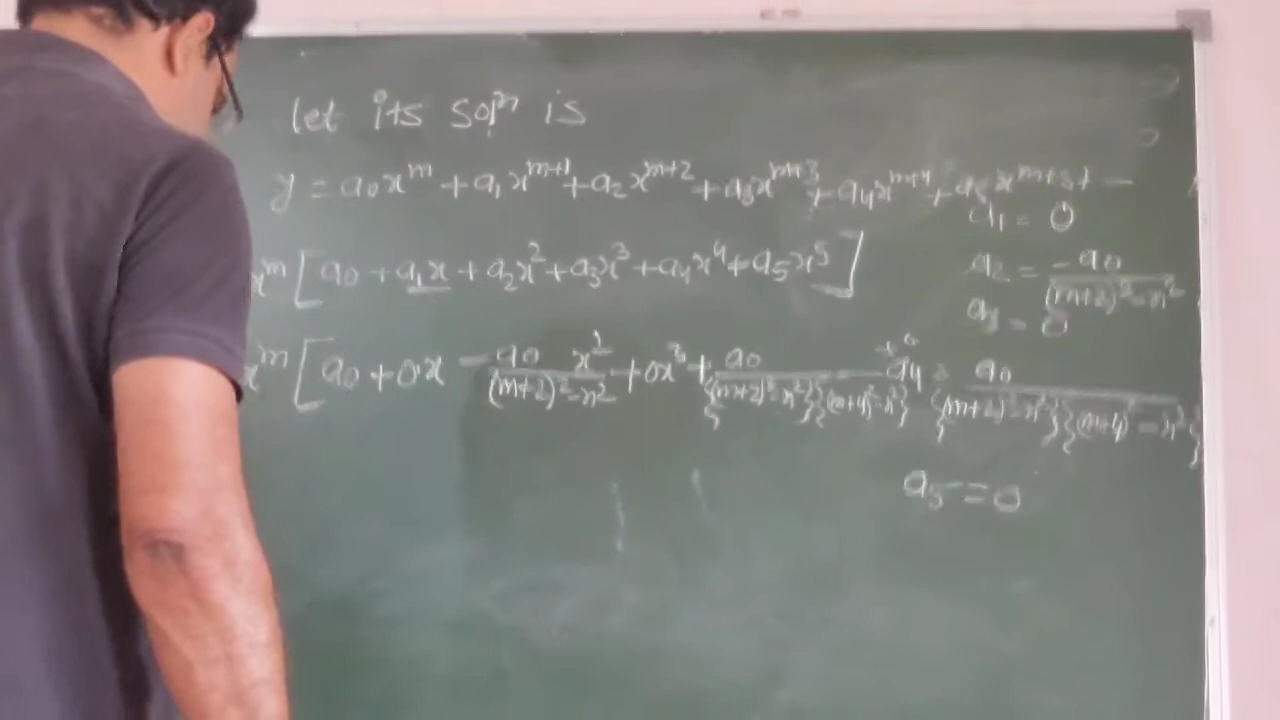 let its solⁿ is
y = a₀xᵐ + a₁xᵐ⁺¹ + a₂xᵐ⁺² + a₃xᵐ⁺³ + a₄xᵐ⁺⁴ + a₅xᵐ⁺⁵ + —
a₁ = 0
xᵐ [a₀ + a₁x + a₂x² + a₃x³ + a₄x⁴ + a₅x⁵]
a₂ = -a₀ / (m+2)² - n²
a₃ = 0
xᵐ [a₀ + 0x - a₀ / (m+2)² - n² x² + 0x³ + a₀ / {(m+2)² - n²}{(m+4)² - n²}
a₄ = a₀ / {(m+2)² - n²}{(m+4)² - n²}
a₅ = 0